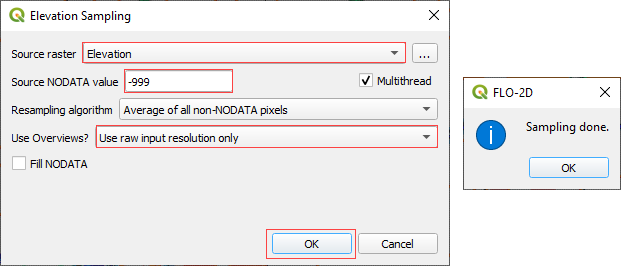 Elevation Sampling
Source raster Elevation ...
Source NODATA value -999 Multithread
Resampling algorithm Average of all non-NODATA pixels
Use Overviews? Use raw input resolution only
Fill NODATA
OK Cancel
FLO-2D
Sampling done.
OK